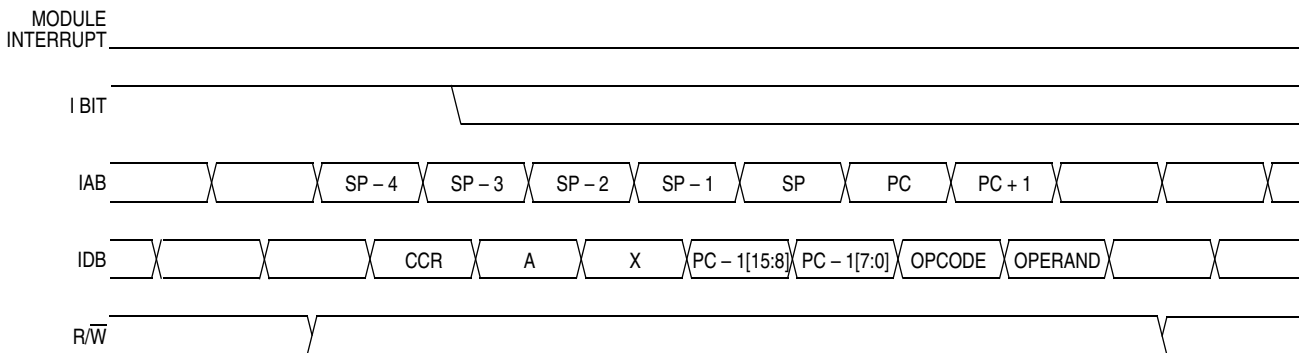 MODULE
INTERRUPT
I BIT
IAB SP – 4 SP – 3 SP – 2 SP – 1 SP PC PC + 1
IDB CCR A X PC – 1[15:8] PC – 1[7:0] OPCODE OPERAND
R/W̅